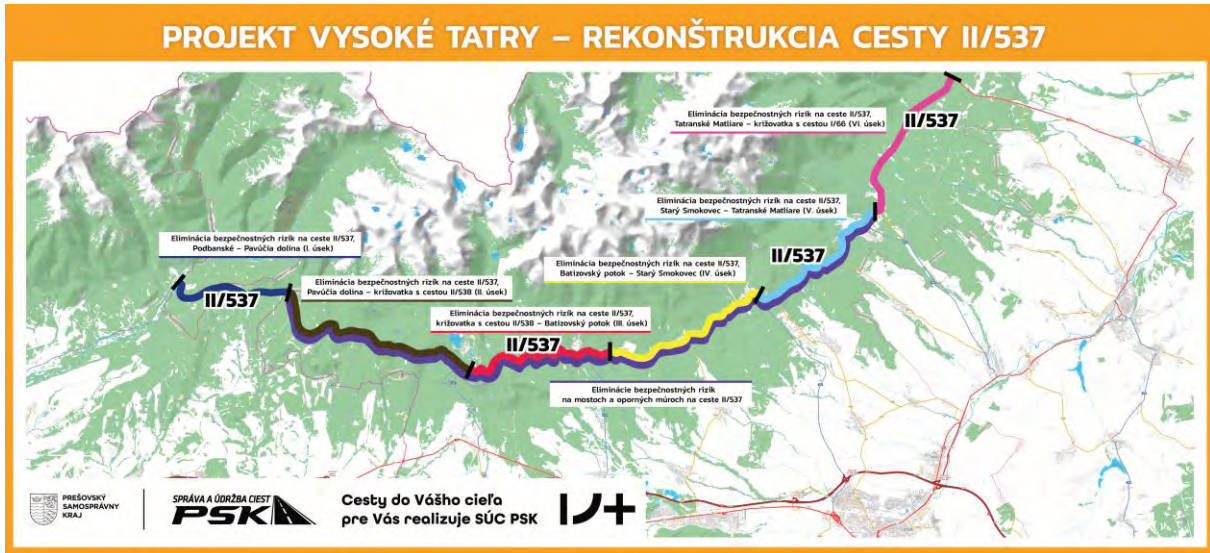 PROJEKT VYSOKÉ TATRY – REKONŠTRUKCIA CESTY II/537
Eliminácia bezpečnostných rizík na ceste II/537,
Tatranské Matliare – križovatka s cestou I/66 (VI. úsek)
II/537
Eliminácia bezpečnostných rizík na ceste II/537,
Starý Smokovec – Tatranské Matliare (V. úsek)
II/537
Eliminácia bezpečnostných rizík na ceste II/537,
Podbanské – Pavúčia dolina (I. úsek)
II/537
Eliminácia bezpečnostných rizík na ceste II/537,
Batizovský potok – Starý Smokovec (IV. úsek)
Eliminácia bezpečnostných rizík na ceste II/537,
Pavúčia dolina – križovatka s cestou II/538 (II. úsek)
Eliminácia bezpečnostných rizík na ceste II/537,
križovatka s cestou II/538 – Batizovský potok (III. úsek)
II/537
Eliminácie bezpečnostných rizík
na mostoch a oporných múroch na ceste II/537
PREŠOVSKÝ
SAMOSPRÁVNY
KRAJ
SPRÁVA A ÚDRŽBA CIEST
PSK
Cesty do Vášho cieľa
pre Vás realizuje SÚC PSK